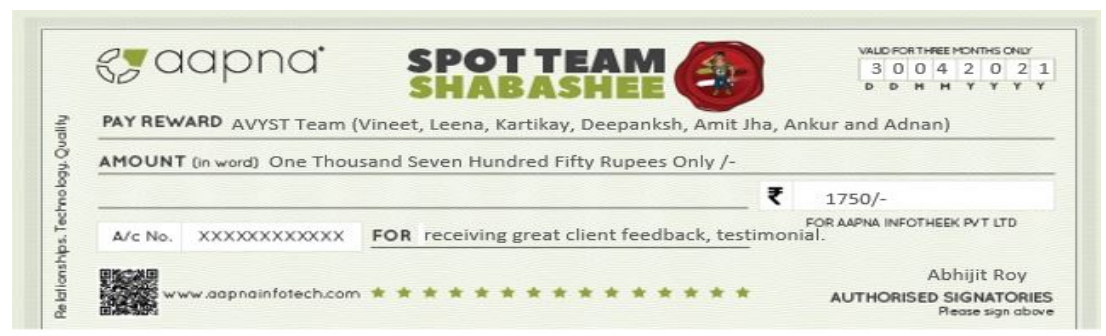 aapna
SPOT TEAM
SHABASHEE
VALID FOR THREE MONTHS ONLY
3 0 0 4 2 0 2 1
D D M M Y Y Y Y
PAY REWARD AVYST Team (Vineet, Leena, Kartikay, Deepanksh, Amit Jha, Ankur and Adnan)
AMOUNT (in word) One Thousand Seven Hundred Fifty Rupees Only /-
₹ 1750/-
FOR AAPNA INFOTHEEK PVT LTD
A/c No. XXXXXXXXXXXX FOR receiving great client feedback, testimonial.
www.aapnainfotech.com
Abhijit Roy
AUTHORISED SIGNATORIES
Please sign above
Relationships. Technology. Quality